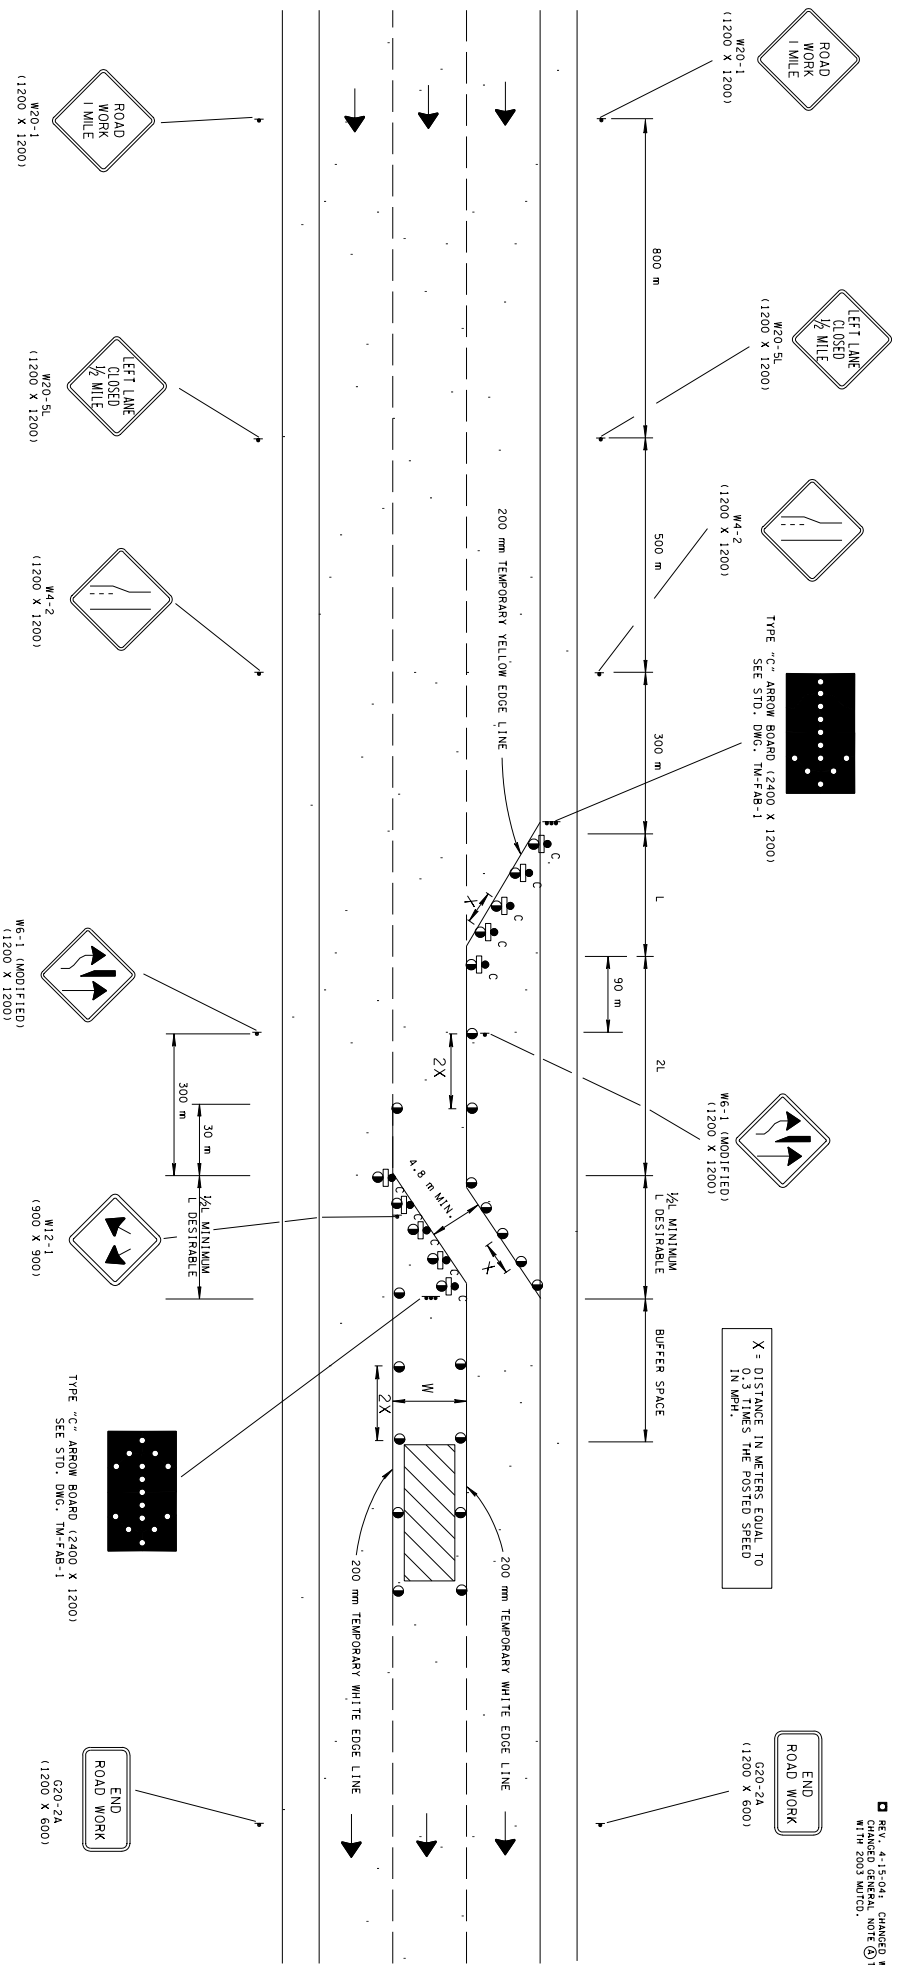 REV. 4-15-04: CHANGED
CHANGED GENERAL NOTE Ⓐ
WITH 2003 MUTCD.
ROAD
WORK
1 MILE
W20-1
(1200 X 1200)
LEFT LANE
CLOSED
½ MILE
W20-5L
(1200 X 1200)
W4-2
(1200 X 1200)
TYPE "C" ARROW BOARD (2400 X 1200)
SEE STD. DWG. TM-FAB-1
W6-1 (MODIFIED)
(1200 X 1200)
X = DISTANCE IN METERS EQUAL TO
0.3 TIMES THE POSTED SPEED
IN MPH.
END
ROAD WORK
G20-2A
(1200 X 600)
800 m
500 m
300 m
L
2L
½L MINIMUM
L DESIRABLE
BUFFER SPACE
90 m
200 mm TEMPORARY YELLOW EDGE LINE
C
C
C
C
C
X
2X
4.8 m MIN.
X
C
C
C
C
C
W
2X
200 mm TEMPORARY WHITE EDGE LINE
200 mm TEMPORARY WHITE EDGE LINE
300 m
30 m
½L MINIMUM
L DESIRABLE
ROAD
WORK
1 MILE
W20-1
(1200 X 1200)
LEFT LANE
CLOSED
½ MILE
W20-5L
(1200 X 1200)
W4-2
(1200 X 1200)
W6-1 (MODIFIED)
(1200 X 1200)
W12-1
(900 X 900)
TYPE "C" ARROW BOARD (2400 X 1200)
SEE STD. DWG. TM-FAB-1
END
ROAD WORK
G20-2A
(1200 X 600)